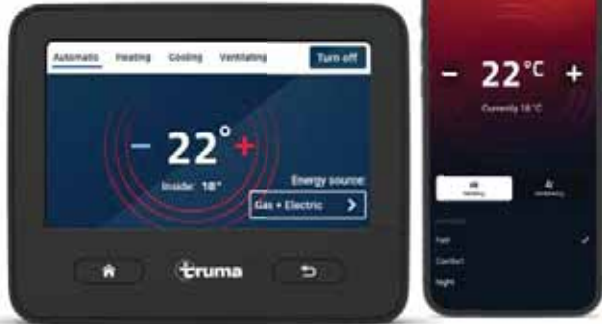 Automatic Heating Cooling Ventilating Turn off
− 22° +
Inside: 18°
Energy source:
Gas + Electric >
truma
− 22°C +
Currently 18 °C
Fast
Comfort
Night